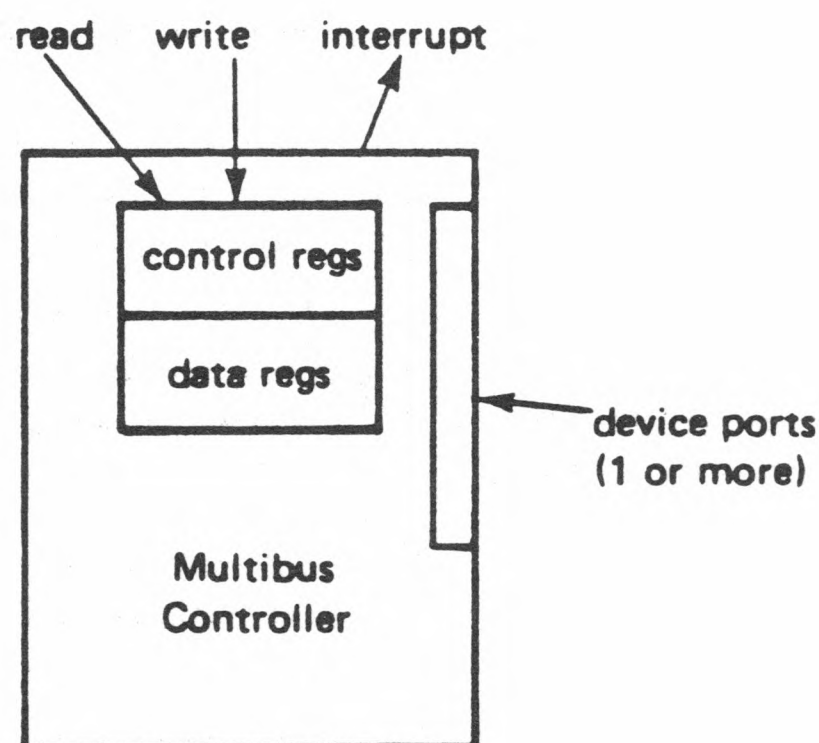 read write interrupt
control regs
data regs
device ports
(1 or more)
Multibus
Controller